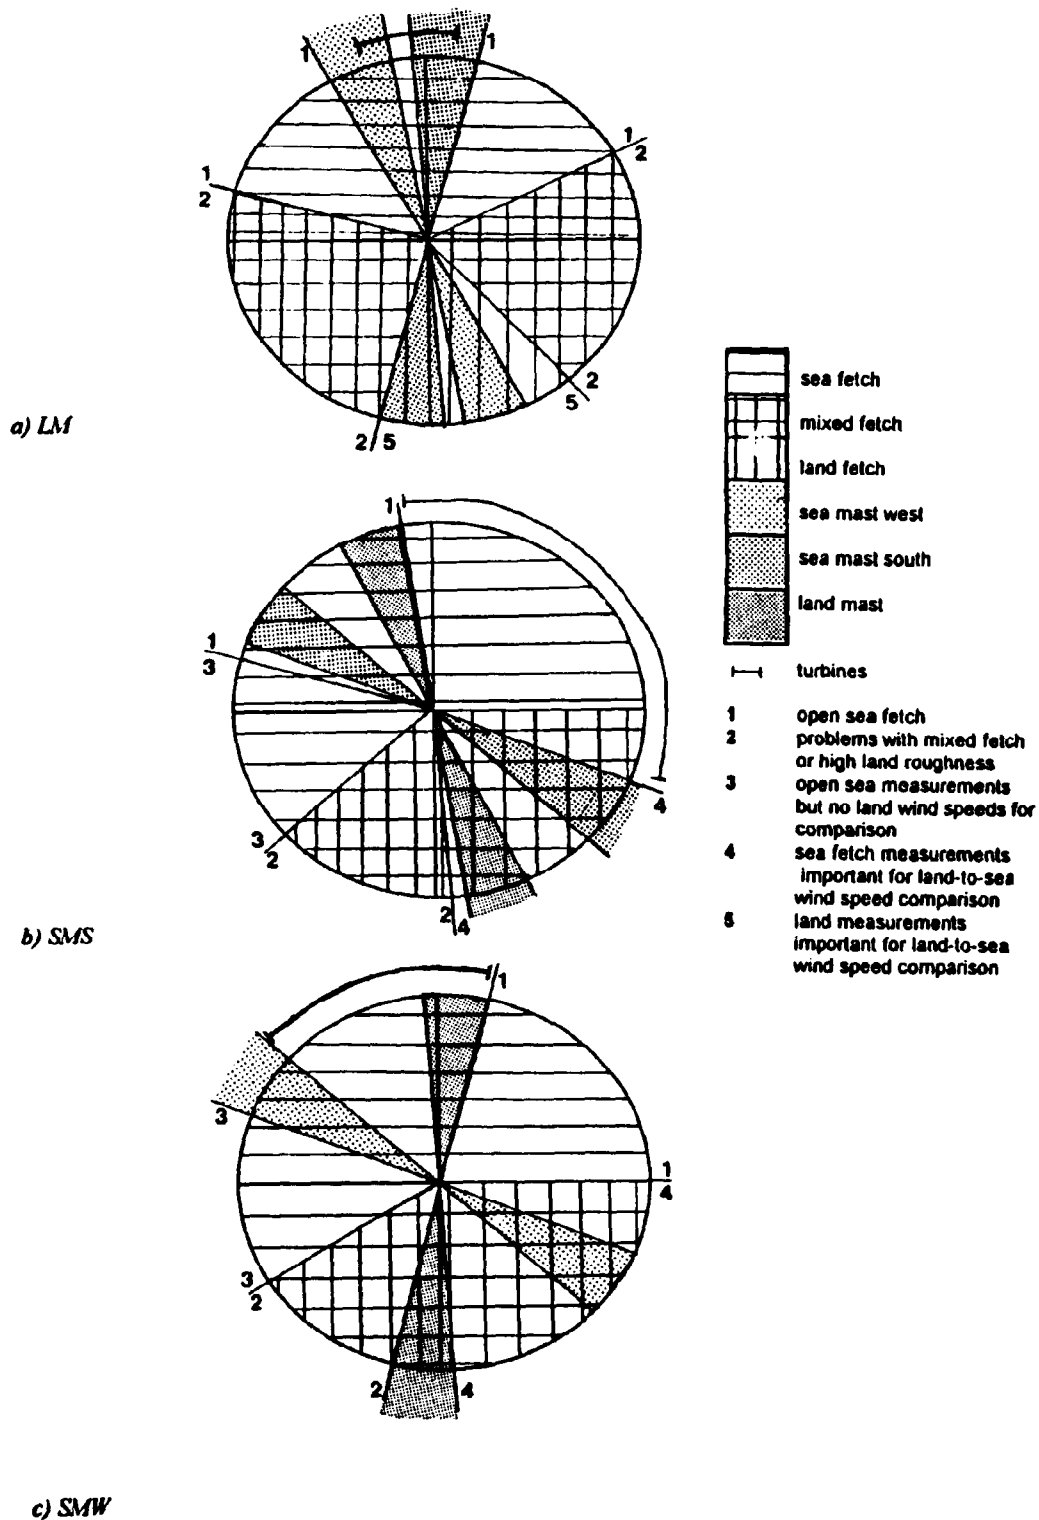 1
1
1
2
1
2
2
5
2 5
a) LM
sea fetch
mixed fetch
land fetch
sea mast west
sea mast south
land mast
turbines
1 open sea fetch
2 problems with mixed fetch
or high land roughness
3 open sea measurements
but no land wind speeds for
comparison
4 sea fetch measurements
important for land-to-sea
wind speed comparison
5 land measurements
important for land-to-sea
wind speed comparison
1
1
3
4
3
2
2
4
b) SMS
1
3
1
4
3
2
2
4
c) SMW